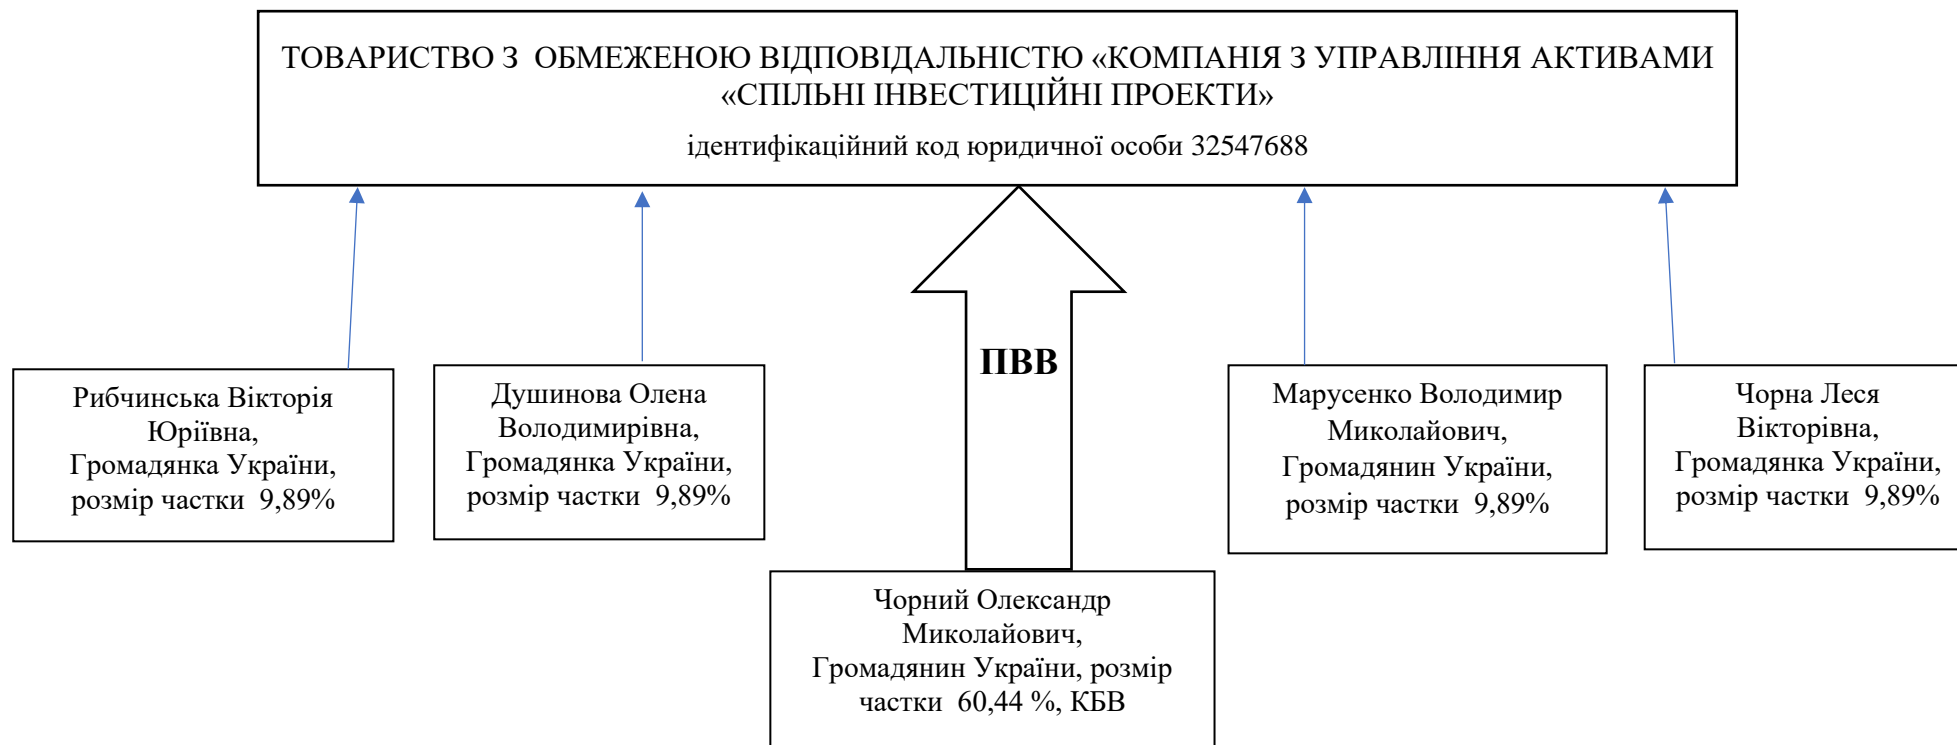 ТОВАРИСТВО З ОБМЕЖЕНОЮ ВІДПОВІДАЛЬНІСТЮ «КОМПАНІЯ З УПРАВЛІННЯ АКТИВАМИ
«СПІЛЬНІ ІНВЕСТИЦІЙНІ ПРОЕКТИ»
ідентифікаційний код юридичної особи 32547688
ПВВ
Рибчинська Вікторія
Юріївна,
Громадянка України,
розмір частки 9,89%
Душинова Олена
Володимирівна,
Громадянка України,
розмір частки 9,89%
Марусенко Володимир
Миколайович,
Громадянин України,
розмір частки 9,89%
Чорна Леся
Вікторівна,
Громадянка України,
розмір частки 9,89%
Чорний Олександр
Миколайович,
Громадянин України, розмір
частки 60,44 %, КБВ